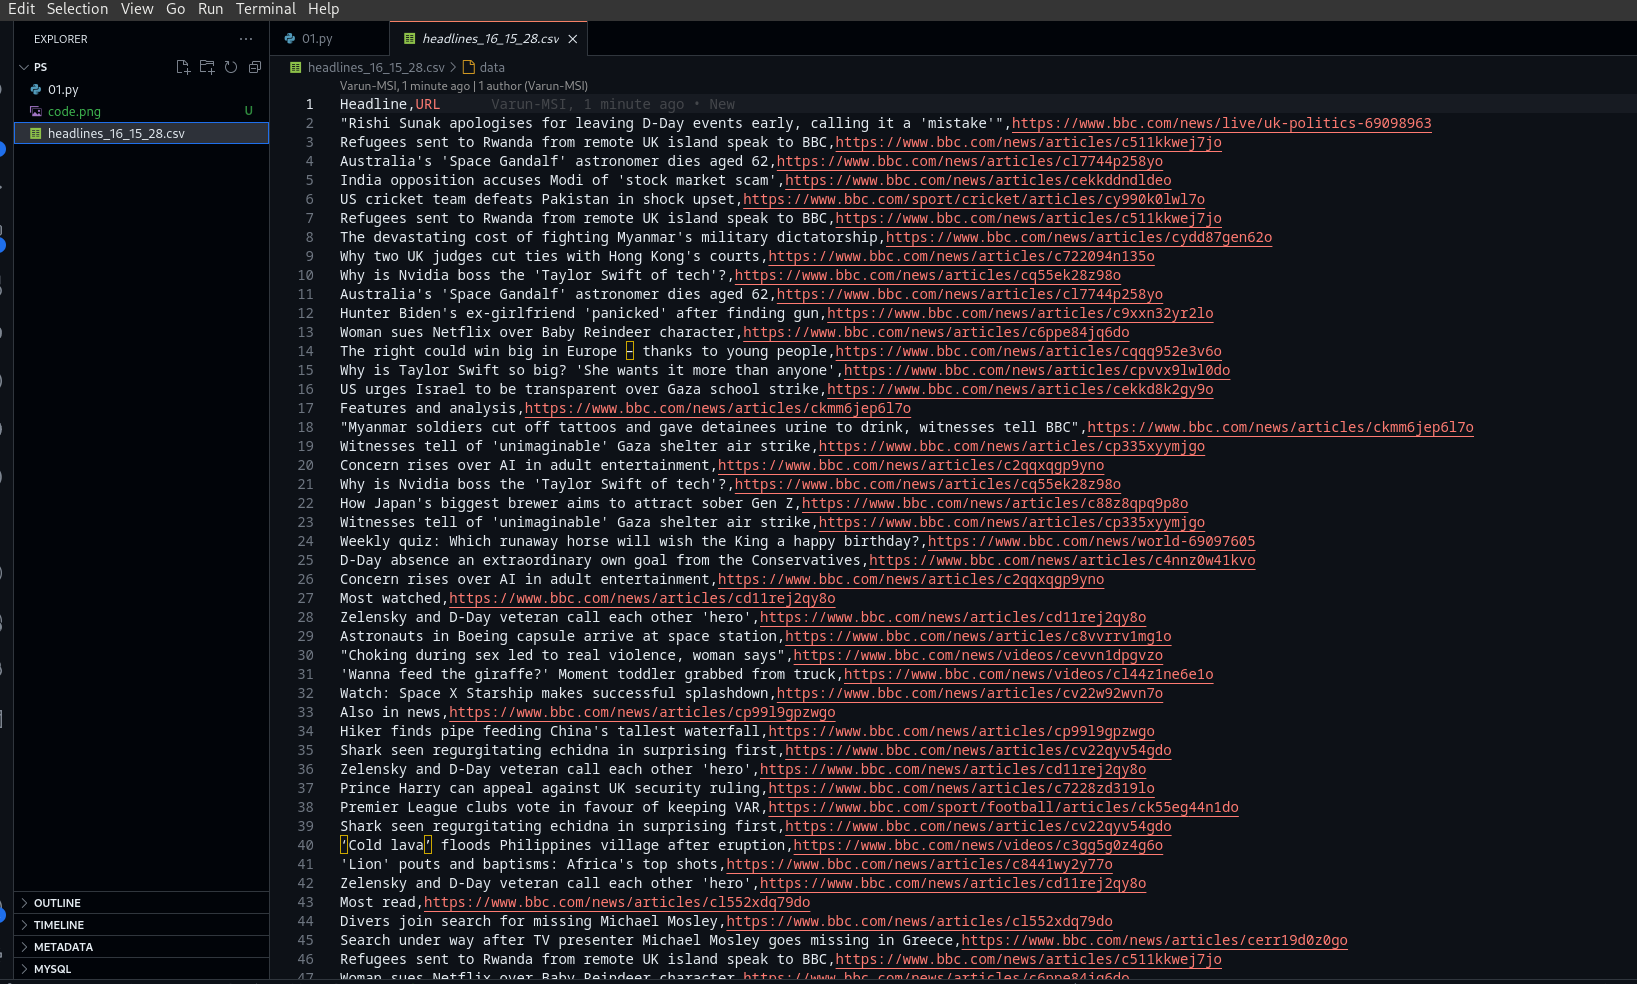 Edit Selection View Go Run Terminal Help
EXPLORER
PS
01.py
code.png U
headlines_16_15_28.csv
OUTLINE
TIMELINE
METADATA
MYSQL
01.py headlines_16_15_28.csv
headlines_16_15_28.csv > data
Varun-MSI, 1 minute ago | 1 author (Varun-MSI)
1 Headline,URL Varun-MSI, 1 minute ago • New
2 "Rishi Sunak apologises for leaving D-Day events early, calling it a 'mistake'",https://www.bbc.com/news/live/uk-politics-69098963
3 Refugees sent to Rwanda from remote UK island speak to BBC,https://www.bbc.com/news/articles/c511kkwej7jo
4 Australia's 'Space Gandalf' astronomer dies aged 62,https://www.bbc.com/news/articles/cl7744p258yo
5 India opposition accuses Modi of 'stock market scam',https://www.bbc.com/news/articles/cekkddndldeo
6 US cricket team defeats Pakistan in shock upset,https://www.bbc.com/sport/cricket/articles/cy990k0lwl7o
7 Refugees sent to Rwanda from remote UK island speak to BBC,https://www.bbc.com/news/articles/c511kkwej7jo
8 The devastating cost of fighting Myanmar's military dictatorship,https://www.bbc.com/news/articles/cydd87gen62o
9 Why two UK judges cut ties with Hong Kong's courts,https://www.bbc.com/news/articles/c722094n135o
10 Why is Nvidia boss the 'Taylor Swift of tech'?,https://www.bbc.com/news/articles/cq55ek28z98o
11 Australia's 'Space Gandalf' astronomer dies aged 62,https://www.bbc.com/news/articles/cl7744p258yo
12 Hunter Biden's ex-girlfriend 'panicked' after finding gun,https://www.bbc.com/news/articles/c9xxn32yr2lo
13 Woman sues Netflix over Baby Reindeer character,https://www.bbc.com/news/articles/c6ppe84jq6do
14 The right could win big in Europe – thanks to young people,https://www.bbc.com/news/articles/cqqq952e3v6o
15 Why is Taylor Swift so big? 'She wants it more than anyone',https://www.bbc.com/news/articles/cpvvx9lwl0do
16 US urges Israel to be transparent over Gaza school strike,https://www.bbc.com/news/articles/cekkd8k2gy9o
17 Features and analysis,https://www.bbc.com/news/articles/ckmm6jep6l7o
18 "Myanmar soldiers cut off tattoos and gave detainees urine to drink, witnesses tell BBC",https://www.bbc.com/news/articles/ckmm6jep6l7o
19 Witnesses tell of 'unimaginable' Gaza shelter air strike,https://www.bbc.com/news/articles/cp335xyymjgo
20 Concern rises over AI in adult entertainment,https://www.bbc.com/news/articles/c2qqxqgp9yno
21 Why is Nvidia boss the 'Taylor Swift of tech'?,https://www.bbc.com/news/articles/cq55ek28z98o
22 How Japan's biggest brewer aims to attract sober Gen Z,https://www.bbc.com/news/articles/c88z8qpq9p8o
23 Witnesses tell of 'unimaginable' Gaza shelter air strike,https://www.bbc.com/news/articles/cp335xyymjgo
24 Weekly quiz: Which runaway horse will wish the King a happy birthday?,https://www.bbc.com/news/world-69097605
25 D-Day absence an extraordinary own goal from the Conservatives,https://www.bbc.com/news/articles/c4nnz0w41kvo
26 Concern rises over AI in adult entertainment,https://www.bbc.com/news/articles/c2qqxqgp9yno
27 Most watched,https://www.bbc.com/news/articles/cd11rej2qy8o
28 Zelensky and D-Day veteran call each other 'hero',https://www.bbc.com/news/articles/cd11rej2qy8o
29 Astronauts in Boeing capsule arrive at space station,https://www.bbc.com/news/articles/c8vvrrv1mg1o
30 "Choking during sex led to real violence, woman says",https://www.bbc.com/news/videos/cevvn1dpgvzo
31 'Wanna feed the giraffe?' Moment toddler grabbed from truck,https://www.bbc.com/news/videos/cl44z1ne6e1o
32 Watch: Space X Starship makes successful splashdown,https://www.bbc.com/news/articles/cv22w92wvn7o
33 Also in news,https://www.bbc.com/news/articles/cp99l9gpzwgo
34 Hiker finds pipe feeding China's tallest waterfall,https://www.bbc.com/news/articles/cp99l9gpzwgo
35 Shark seen regurgitating echidna in surprising first,https://www.bbc.com/news/articles/cv22qyv54gdo
36 Zelensky and D-Day veteran call each other 'hero',https://www.bbc.com/news/articles/cd11rej2qy8o
37 Prince Harry can appeal against UK security ruling,https://www.bbc.com/news/articles/c7228zd319lo
38 Premier League clubs vote in favour of keeping VAR,https://www.bbc.com/sport/football/articles/ck55eg44n1do
39 Shark seen regurgitating echidna in surprising first,https://www.bbc.com/news/articles/cv22qyv54gdo
40 ‘Cold lava’ floods Philippines village after eruption,https://www.bbc.com/news/videos/c3gg5g0z4g6o
41 'Lion' pouts and baptisms: Africa's top shots,https://www.bbc.com/news/articles/c8441wy2y77o
42 Zelensky and D-Day veteran call each other 'hero',https://www.bbc.com/news/articles/cd11rej2qy8o
43 Most read,https://www.bbc.com/news/articles/cl552xdq79do
44 Divers join search for missing Michael Mosley,https://www.bbc.com/news/articles/cl552xdq79do
45 Search under way after TV presenter Michael Mosley goes missing in Greece,https://www.bbc.com/news/articles/cerr19d0z0go
46 Refugees sent to Rwanda from remote UK island speak to BBC,https://www.bbc.com/news/articles/c511kkwej7jo
47 Woman sues Netflix over Baby Reindeer character,https://www.bbc.com/news/articles/c6ppe84jq6do